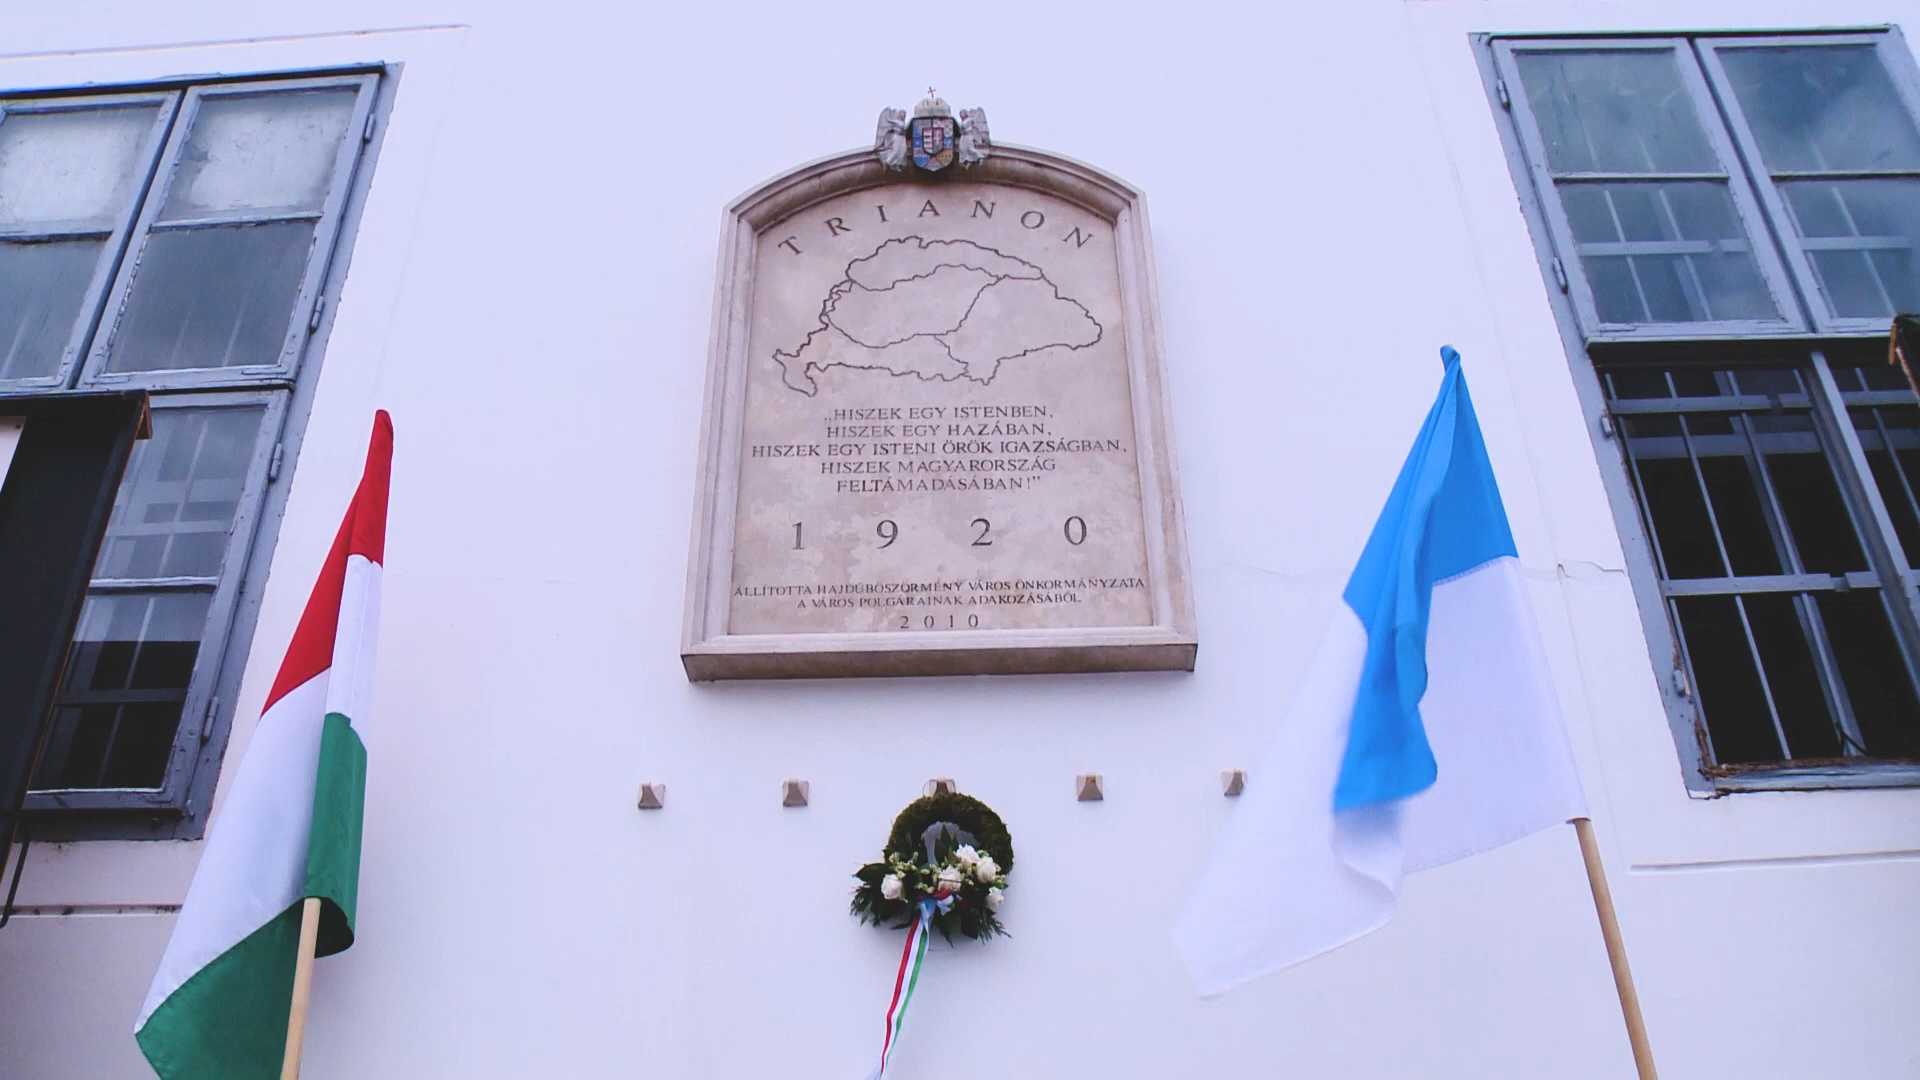 TRIANON
„HISZEK EGY ISTENBEN,
HISZEK EGY HAZÁBAN,
HISZEK EGY ISTENI ÖRÖK IGAZSÁGBAN,
HISZEK MAGYARORSZÁG
FELTÁMADÁSÁBAN!”
1920
ÁLLÍTOTTA HAJDÚBÖSZÖRMÉNY VÁROS ÖNKORMÁNYZATA
A VÁROS POLGÁRAINAK ADAKOZÁSÁBÓL
2010